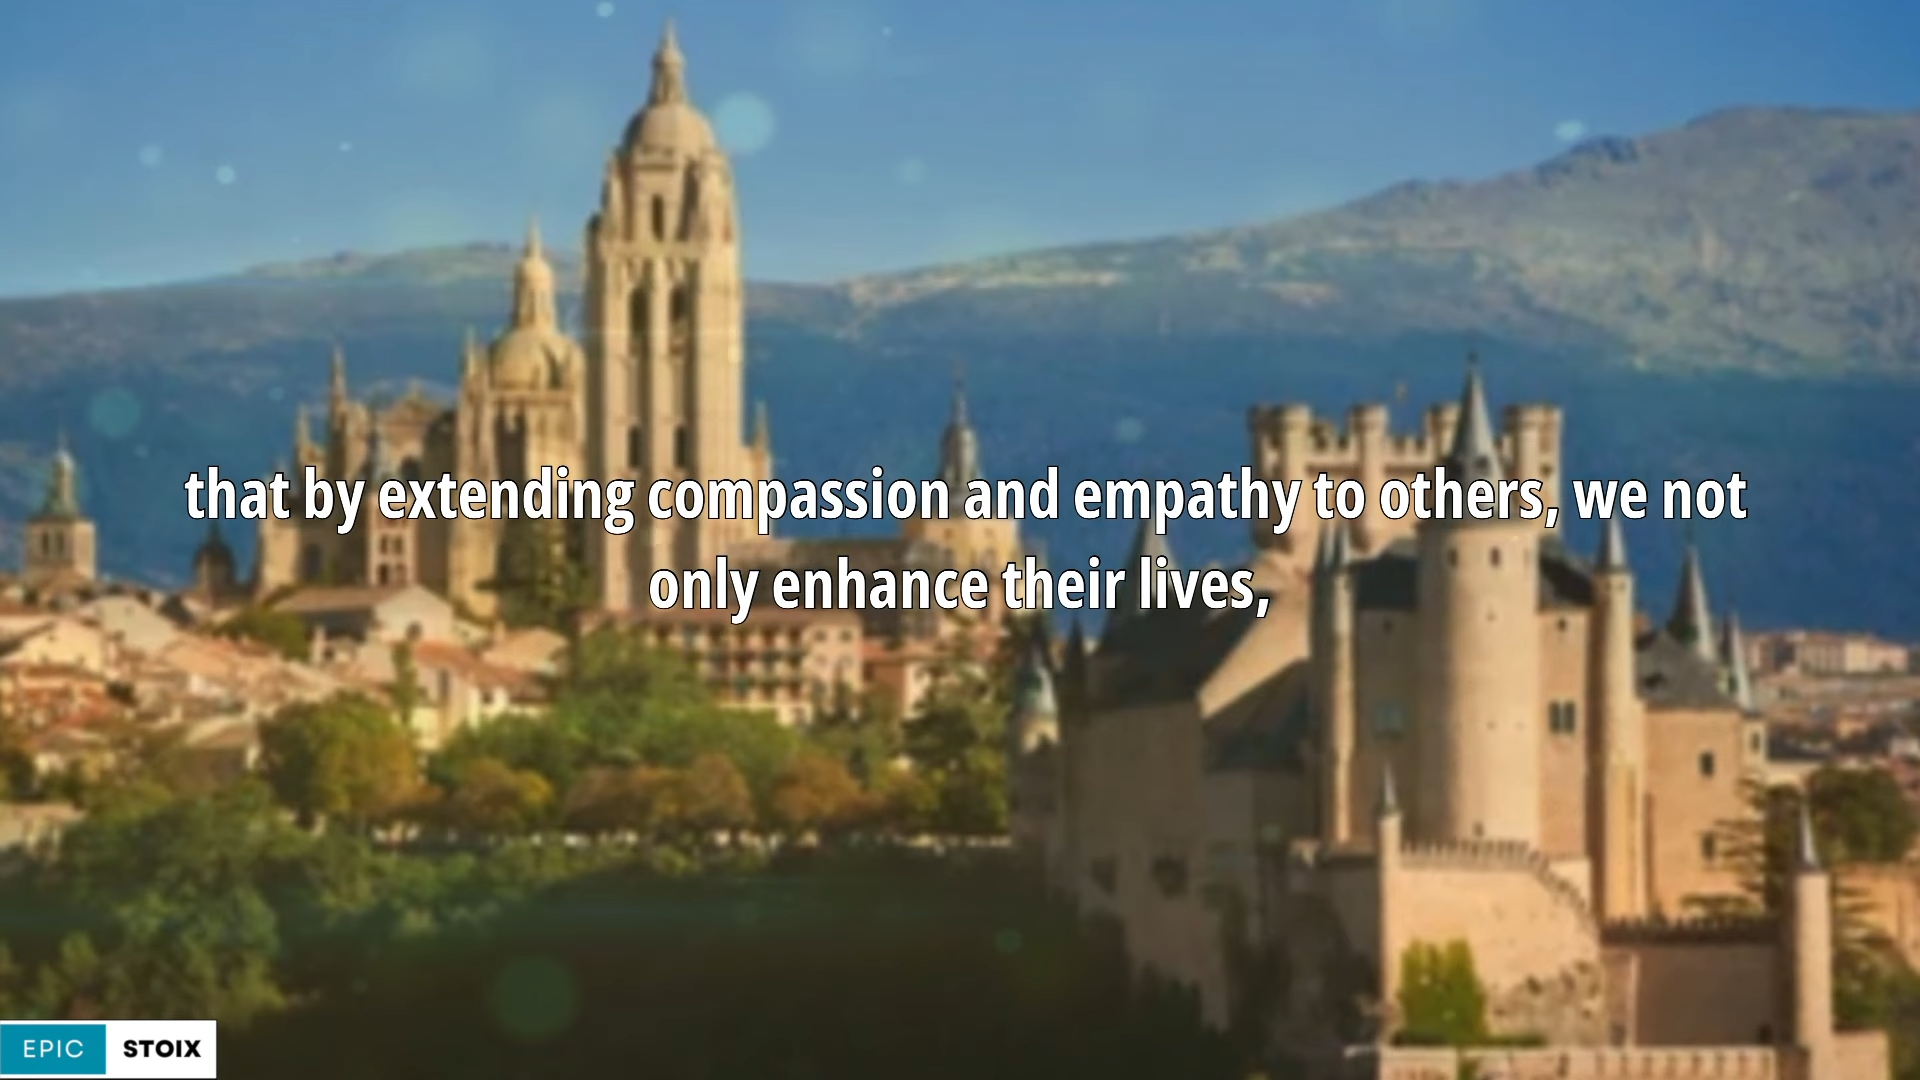 that by extending compassion and empathy to others, we not
only enhance their lives,
EPIC STOIX